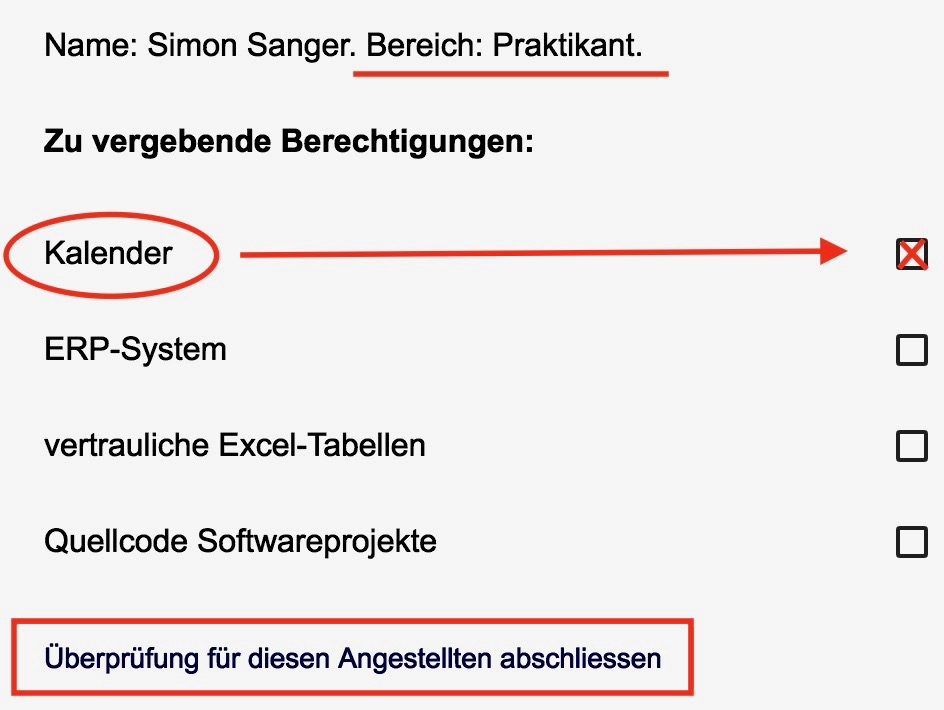 Name: Simon Sanger. Bereich: Praktikant.
Zu vergebende Berechtigungen:
Kalender
ERP-System
vertrauliche Excel-Tabellen
Quellcode Softwareprojekte
Überprüfung für diesen Angestellten abschliessen